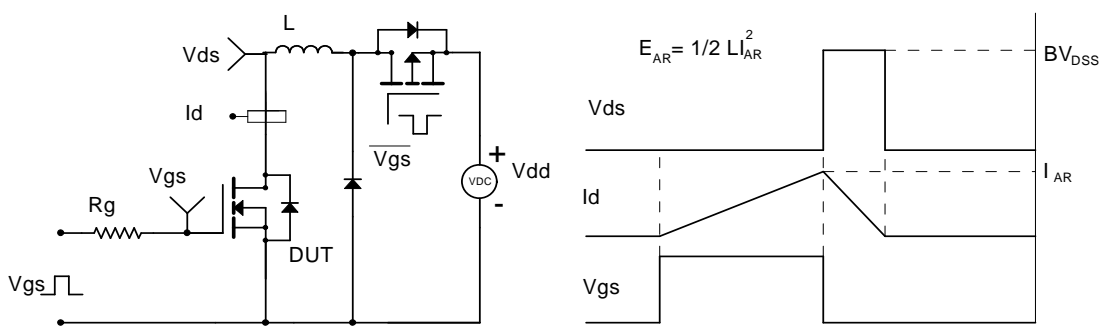 L
Vds
Id
Vgs
Rg
DUT
Vgs
Vgs
+
VDC
Vdd
-
E_AR = 1/2 LI_AR^2
BV_DSS
Vds
I_AR
Id
Vgs